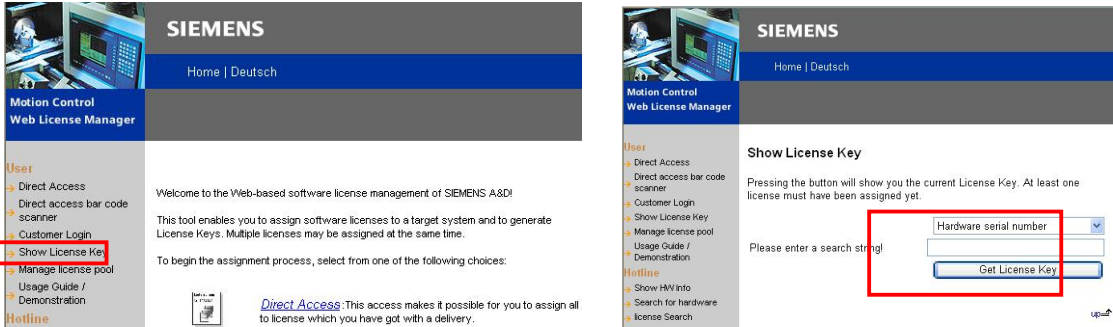 SIEMENS
Home | Deutsch
Motion Control
Web License Manager
User
Direct Access
Direct access bar code
scanner
Customer Login
Show License Key
Manage license pool
Usage Guide /
Demonstration
Hotline
Welcome to the Web-based software license management of SIEMENS A&D!
This tool enables you to assign software licenses to a target system and to generate
License Keys. Multiple licenses may be assigned at the same time.
To begin the assignment process, select from one of the following choices:
Direct Access:This access makes it possible for you to assign all
to license which you have got with a delivery.
SIEMENS
Home | Deutsch
Motion Control
Web License Manager
User
Direct Access
Direct access bar code
scanner
Customer Login
Show License Key
Manage license pool
Usage Guide /
Demonstration
Hotline
Show HW Info
Search for hardware
license Search
Show License Key
Pressing the button will show you the current License Key. At least one
license must have been assigned yet.
Hardware serial number
Please enter a search string!
Get License Key
up